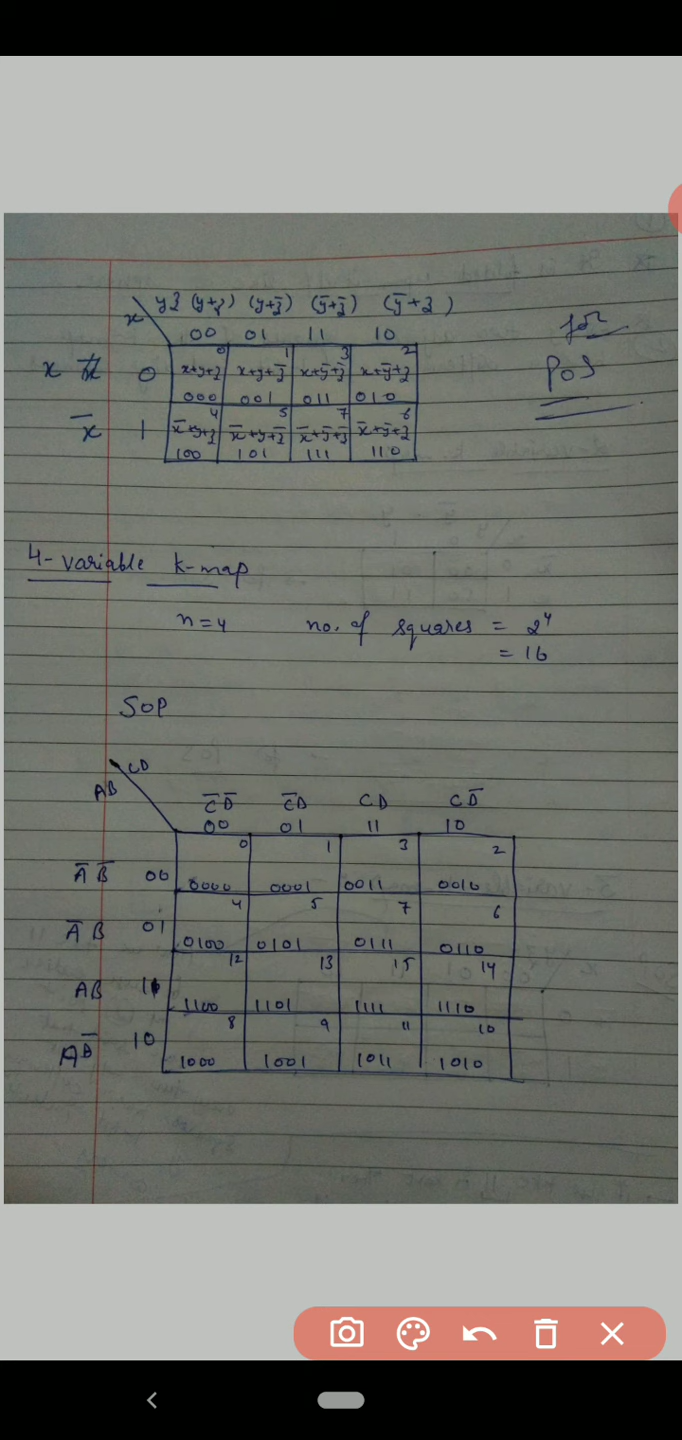 x yz (y+z) (y+z̅) (y̅+z̅) (y̅+z)
00 01 11 10
for
POS
0 1 3 2
x 0 x+y+z x+y+z̅ x+y̅+z̅ x+y̅+z
000 001 011 010
4 5 7 6
x̅ 1 x̅+y+z x̅+y+z̅ x̅+y̅+z̅ x̅+y̅+z
100 101 111 110
4-variable k-map
n=4 no. of squares = 2⁴
= 16
SOP
CD
AB
C̅D̅ C̅D CD CD̅
00 01 11 10
0 1 3 2
A̅B̅ 00 0000 0001 0011 0010
4 5 7 6
A̅B 01 0100 0101 0111 0110
12 13 15 14
AB 11 1100 1101 1111 1110
8 9 11 10
AB̅ 10 1000 1001 1011 1010